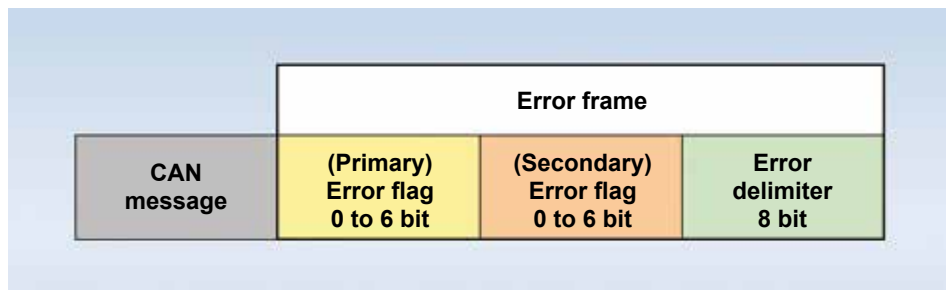 Error frame
CAN
message
(Primary)
Error flag
0 to 6 bit
(Secondary)
Error flag
0 to 6 bit
Error
delimiter
8 bit